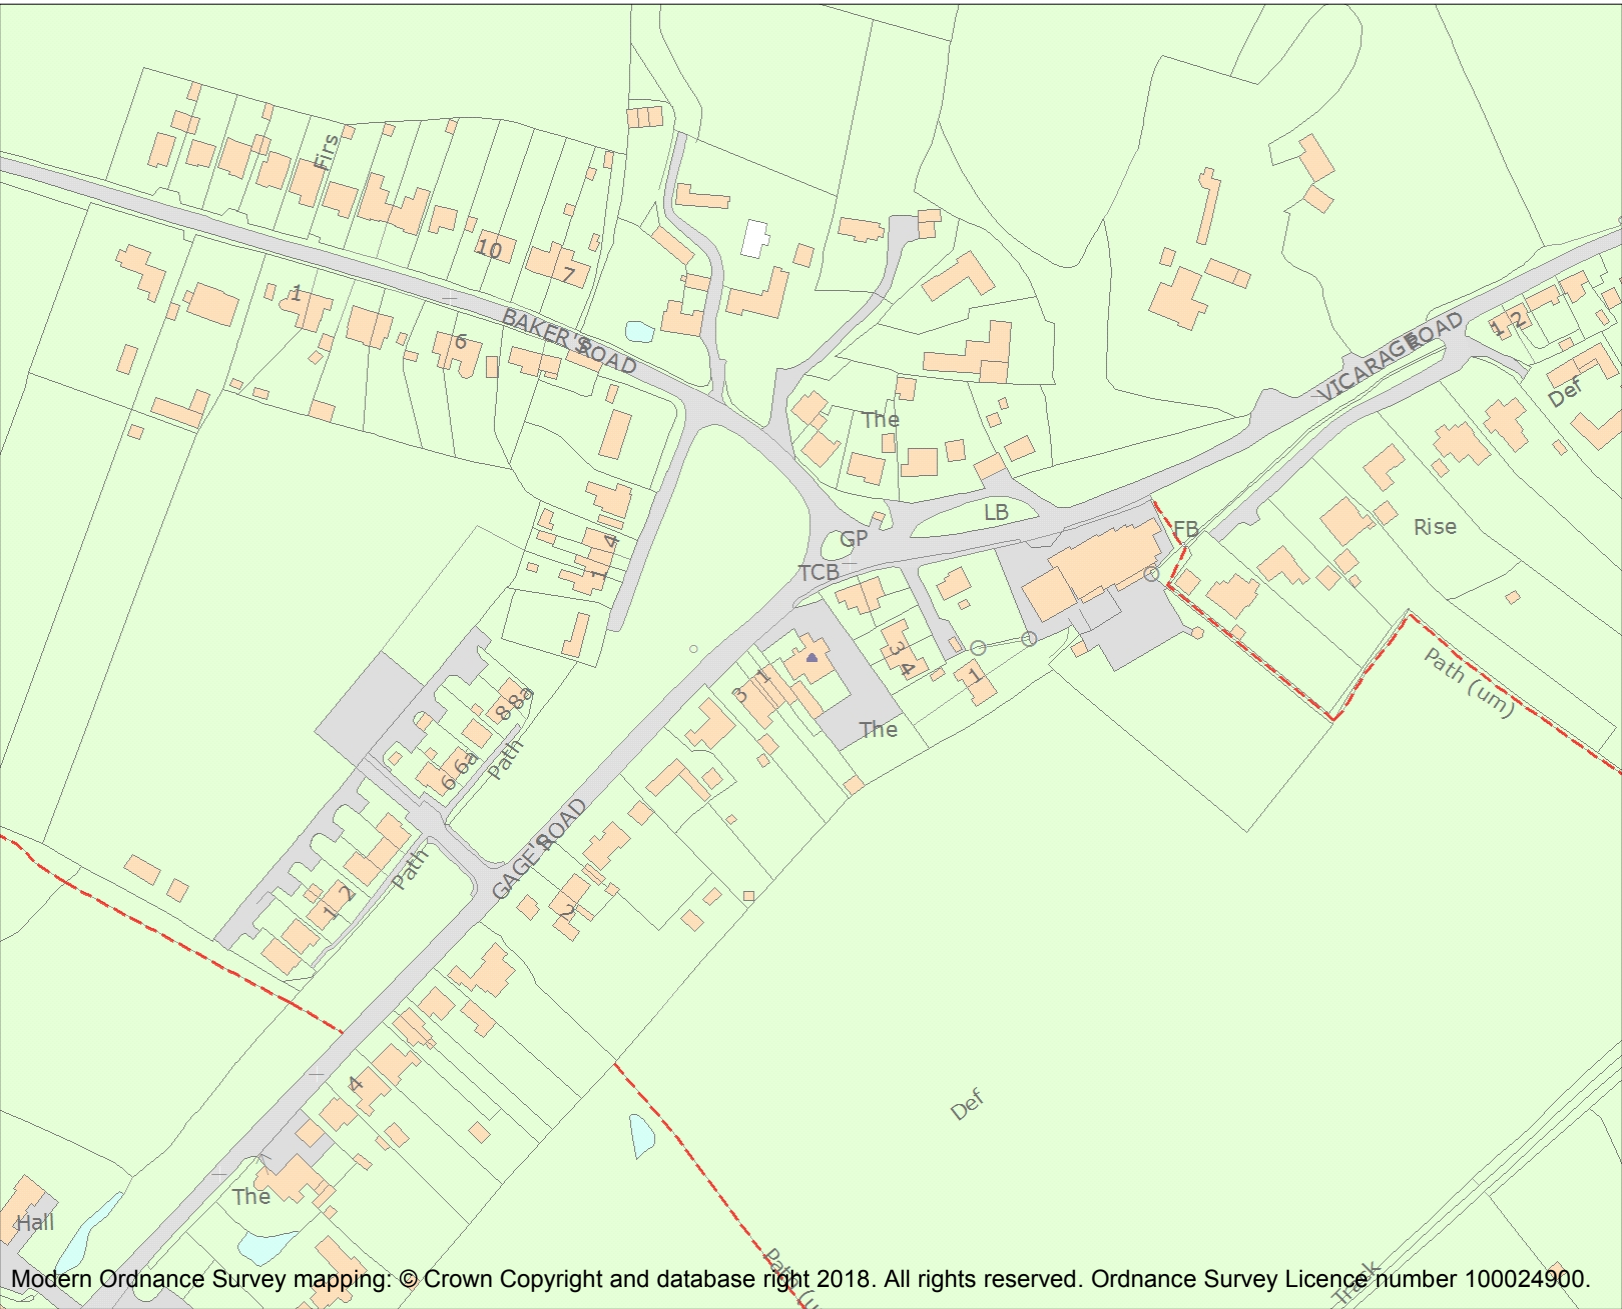 Firs
10
7
1
6
BAKER'S ROAD
VICARAGE ROAD
1 2
Def
The
LB
GP
FB
Rise
TCB
4
1
3
4
1
3 1
The
Path (um)
8 8a
6 6a
Path
GAGE'S ROAD
Path
1 2
2
4
Def
The
Hall
Track
Modern Ordnance Survey mapping: © Crown Copyright and database right 2018. All rights reserved. Ordnance Survey Licence number 100024900.